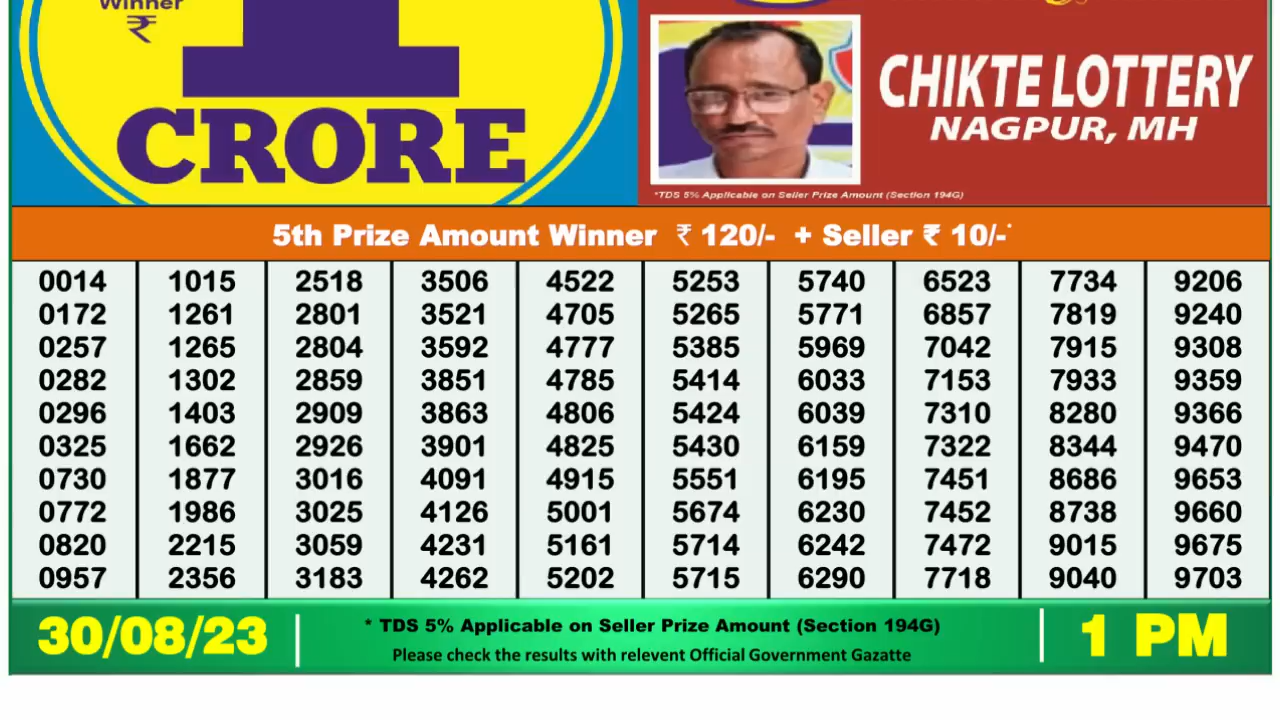 Winner
₹
1
CRORE
CHIKTE LOTTERY
NAGPUR, MH
*TDS 5% Applicable on Seller Prize Amount (Section 194G)
5th Prize Amount Winner ₹ 120/- + Seller ₹ 10/-*
0014 1015 2518 3506 4522 5253 5740 6523 7734 9206
0172 1261 2801 3521 4705 5265 5771 6857 7819 9240
0257 1265 2804 3592 4777 5385 5969 7042 7915 9308
0282 1302 2859 3851 4785 5414 6033 7153 7933 9359
0296 1403 2909 3863 4806 5424 6039 7310 8280 9366
0325 1662 2926 3901 4825 5430 6159 7322 8344 9470
0730 1877 3016 4091 4915 5551 6195 7451 8686 9653
0772 1986 3025 4126 5001 5674 6230 7452 8738 9660
0820 2215 3059 4231 5161 5714 6242 7472 9015 9675
0957 2356 3183 4262 5202 5715 6290 7718 9040 9703
30/08/23
* TDS 5% Applicable on Seller Prize Amount (Section 194G)
Please check the results with relevent Official Government Gazatte
1 PM